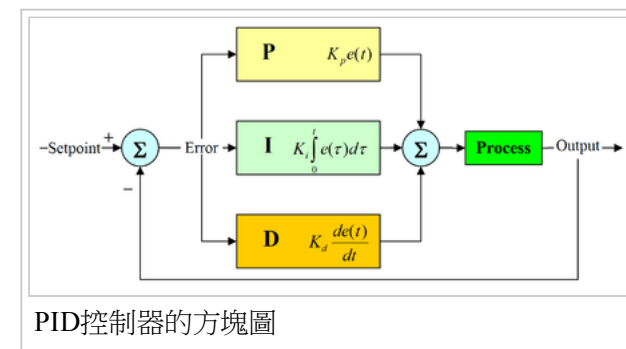 P K_p e(t)
−Setpoint + Σ Error I K_i ∫_0^t e(τ)dτ Σ Process Output
−
D K_d de(t)/dt
PID控制器的方塊圖